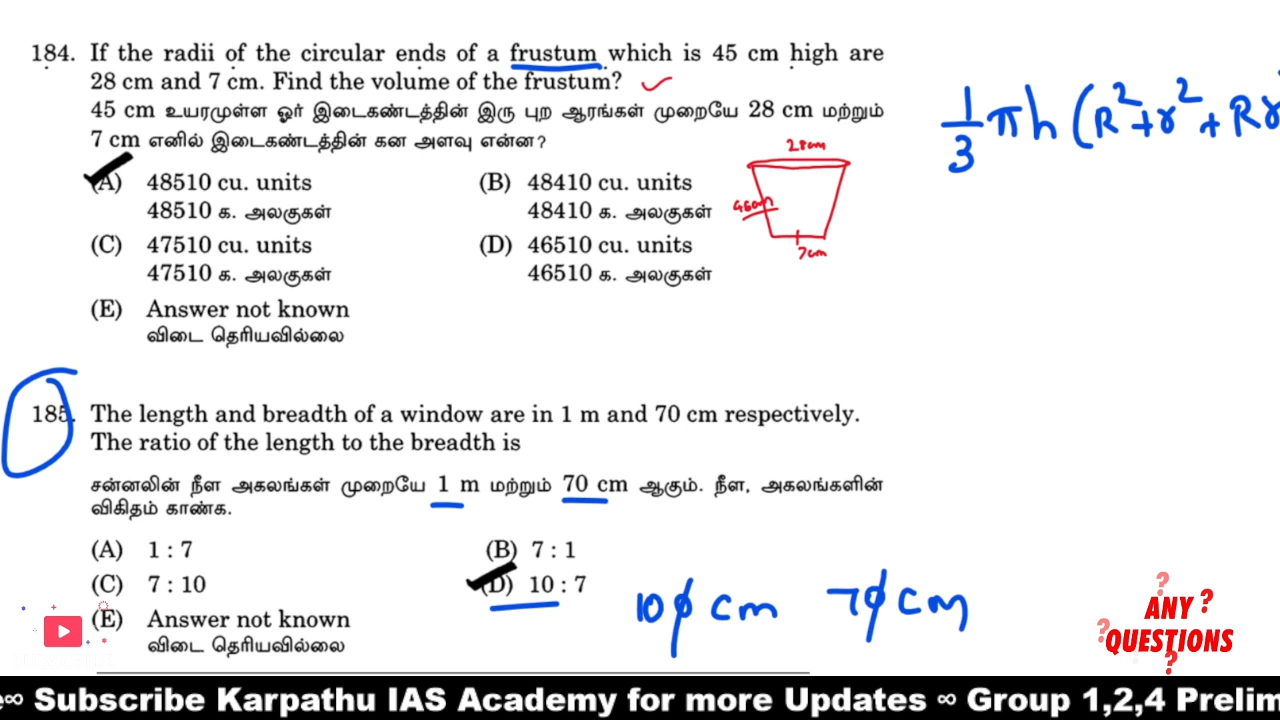 184. If the radii of the circular ends of a frustum which is 45 cm high are
28 cm and 7 cm. Find the volume of the frustum?
45 cm உயரமுள்ள ஓர் இடைகண்டத்தின் இரு புற ஆரங்கள் முறையே 28 cm மற்றும்
7 cm எனில் இடைகண்டத்தின் கன அளவு என்ன?
(A) 48510 cu. units
48510 க. அலகுகள்
(B) 48410 cu. units
48410 க. அலகுகள்
(C) 47510 cu. units
47510 க. அலகுகள்
(D) 46510 cu. units
46510 க. அலகுகள்
(E) Answer not known
விடை தெரியவில்லை
28cm
45cm
7cm
1/3 πh (R²+r²+Rr
185. The length and breadth of a window are in 1 m and 70 cm respectively.
The ratio of the length to the breadth is
சன்னலின் நீள அகலங்கள் முறையே 1 m மற்றும் 70 cm ஆகும். நீள, அகலங்களின்
விகிதம் காண்க.
(A) 1 : 7
(B) 7 : 1
(C) 7 : 10
(D) 10 : 7
(E) Answer not known
விடை தெரியவில்லை
100 cm 70 cm
ANY ?
? QUESTIONS
?
e∞ Subscribe Karpathu IAS Academy for more Updates ∞ Group 1,2,4 Prelim